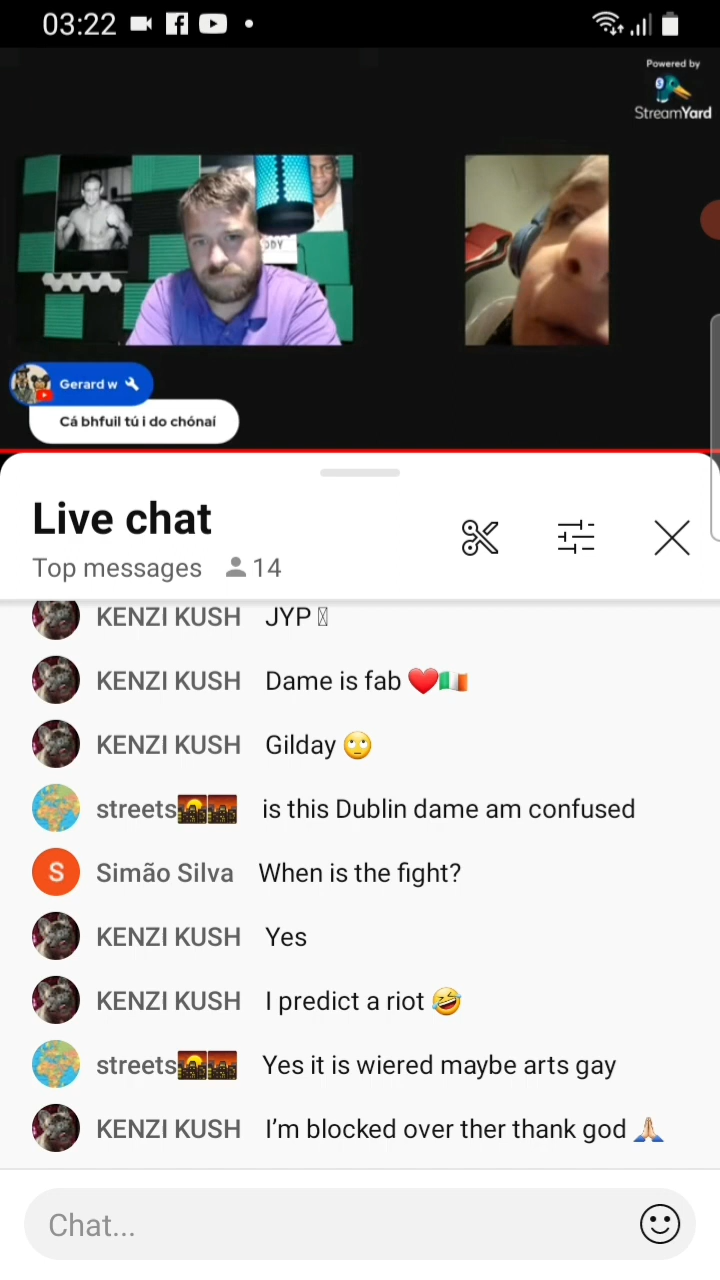 03:22
Powered by
StreamYard
ODY
Gerard w
Cá bhfuil tú i do chónaí
Live chat
Top messages 14
KENZI KUSH JYP
KENZI KUSH Dame is fab ❤️🇮🇪
KENZI KUSH Gilday 🙄
streets🌇🌇 is this Dublin dame am confused
S Simão Silva When is the fight?
KENZI KUSH Yes
KENZI KUSH I predict a riot 🤣
streets🌇🌇 Yes it is wiered maybe arts gay
KENZI KUSH I’m blocked over ther thank god 🙏🏻
Chat...